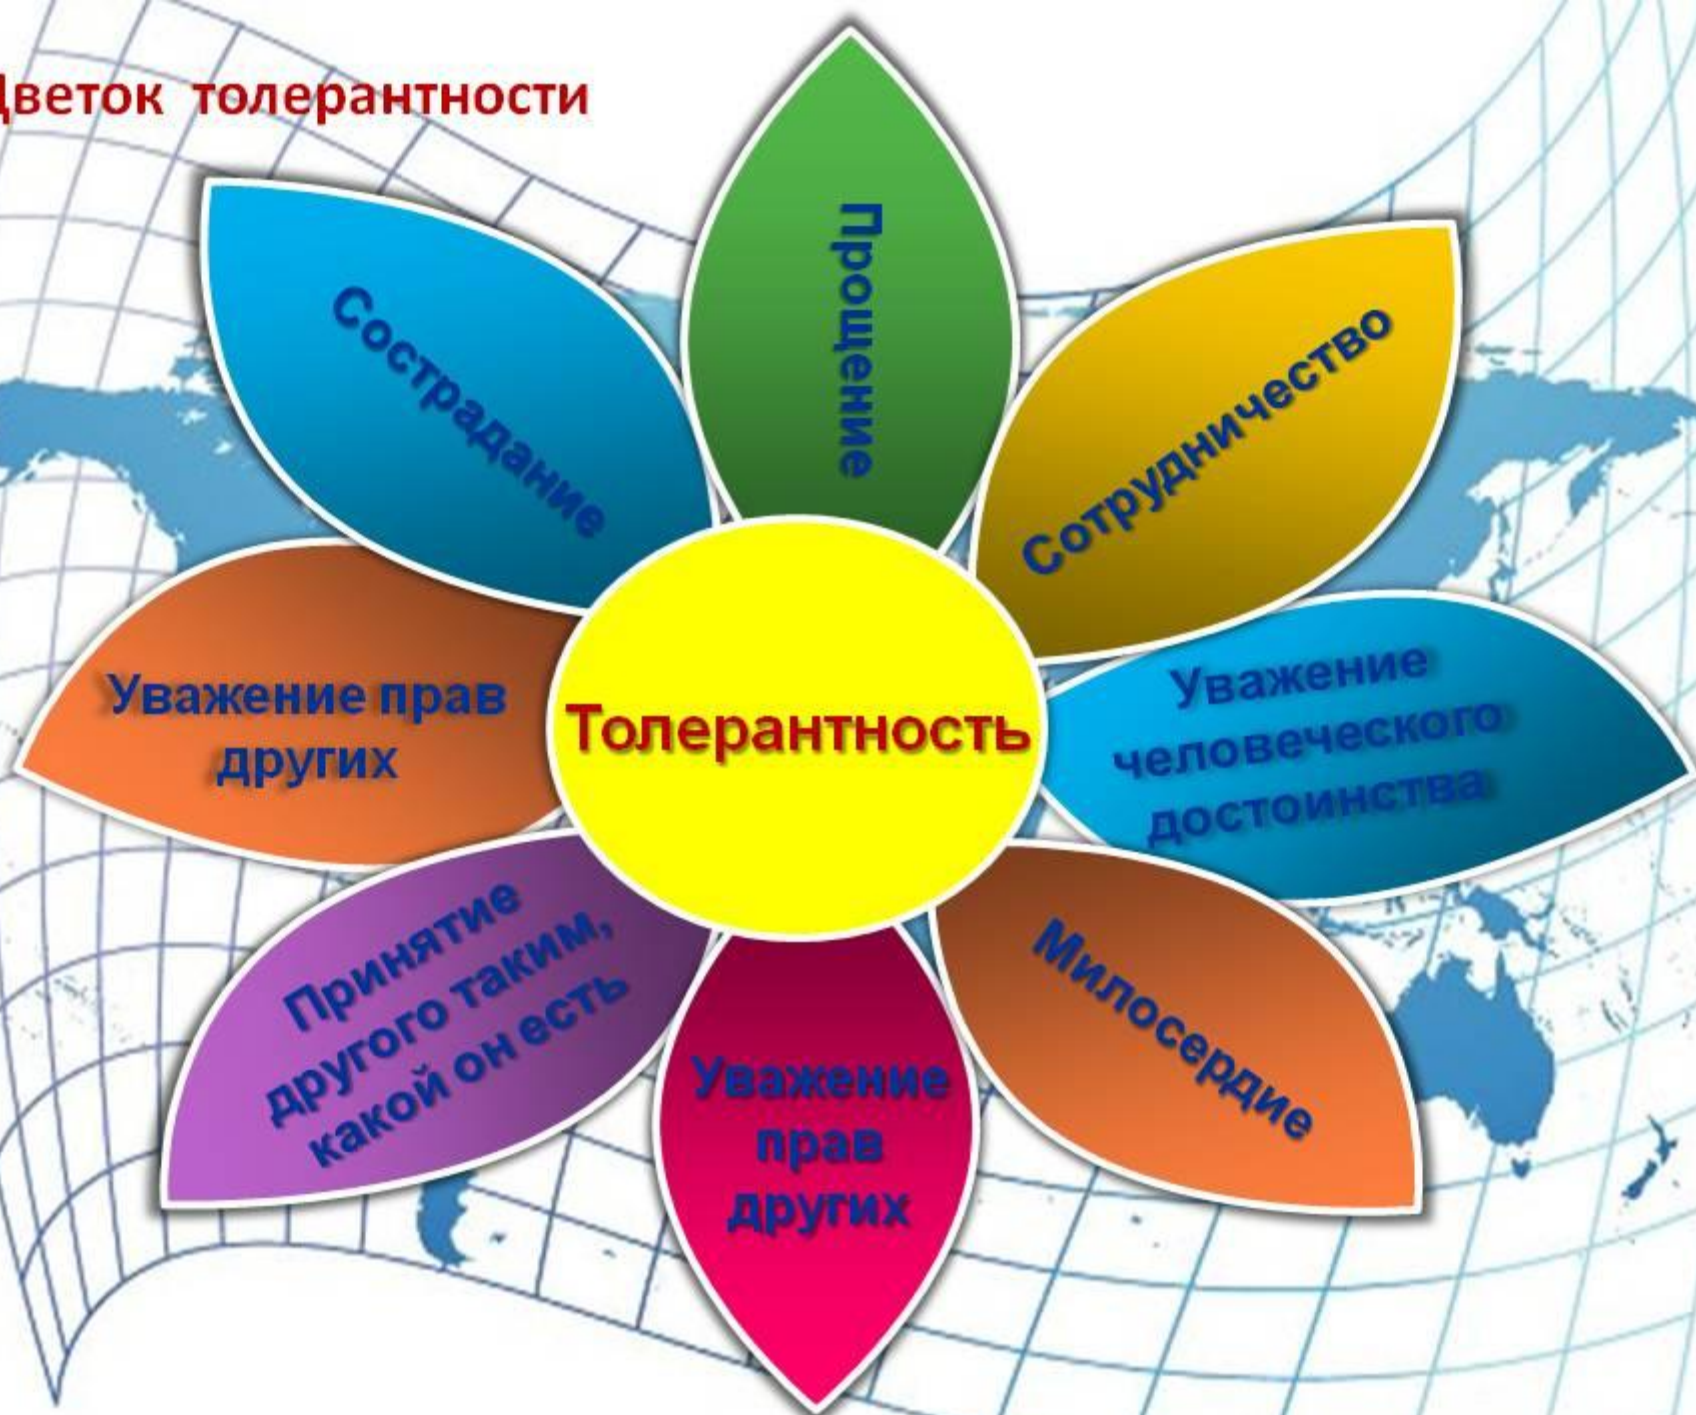 Цветок толерантности
Прощение
Сострадание
Сотрудничество
Уважение прав
других
Толерантность
Уважение
человеческого
достоинства
Принятие
другого таким,
какой он есть
Уважение
прав
других
Милосердие